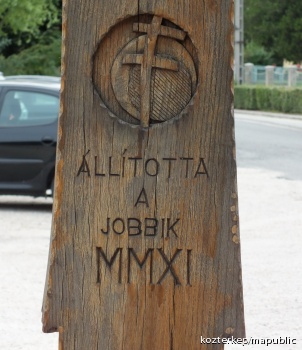 ÁLLÍTOTTA
A
JOBBIK
MMXI
kozterkep/mapublic